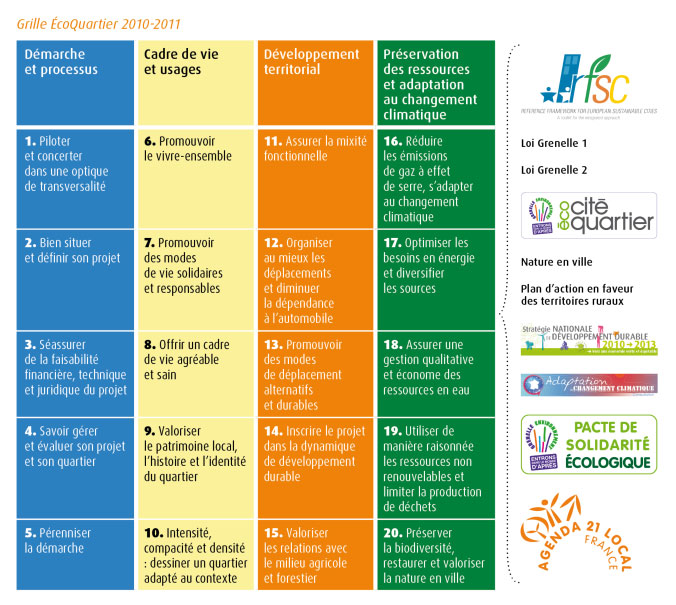 Grille ÉcoQuartier 2010-2011
Démarche
et processus
Cadre de vie
et usages
Développement
territorial
Préservation
des ressources
et adaptation
au changement
climatique
1. Piloter
et concerter
dans une optique
de transversalité
6. Promouvoir
le vivre-ensemble
11. Assurer la mixité
fonctionnelle
16. Réduire
les émissions
de gaz à effet
de serre, s'adapter
au changement
climatique
2. Bien situer
et définir son projet
7. Promouvoir
des modes
de vie solidaires
et responsables
12. Organiser
au mieux les
déplacements
et diminuer
la dépendance
à l'automobile
17. Optimiser les
besoins en énergie
et diversifier
les sources
3. Séassurer
de la faisabilité
financière, technique
et juridique du projet
8. Offrir un cadre
de vie agréable
et sain
13. Promouvoir
des modes
de déplacement
alternatifs
et durables
18. Assurer une
gestion qualitative
et économe des
ressources en eau
4. Savoir gérer
et évaluer son projet
et son quartier
9. Valoriser
le patrimoine local,
l'histoire et l'identité
du quartier
14. Inscrire le projet
dans la dynamique
de développement
durable
19. Utiliser de
manière raisonnée
les ressources non
renouvelables et
limiter la production
de déchets
5. Pérenniser
la démarche
10. Intensité,
compacité et densité
: dessiner un quartier
adapté au contexte
15. Valoriser
les relations avec
le milieu agricole
et forestier
20. Préserver
la biodiversité,
restaurer et valoriser
la nature en ville
rfsc
REFERENCE FRAMEWORK FOR EUROPEAN SUSTAINABLE CITIES
Loi Grenelle 1
Loi Grenelle 2
GRENELLE ENVIRONNEMENT
ENTRONS
D'APRÈS
éco
cité
quartier
Nature en ville
Plan d'action en faveur
des territoires ruraux
Stratégie NATIONALE
DÉVELOPPEMENT DURABLE
2010→2013
Adaptation
CHANGEMENT CLIMATIQUE
GRENELLE ENVIRONNEMENT
ENTRONS
D'APRÈS
PACTE DE
SOLIDARITÉ
ÉCOLOGIQUE
AGENDA 21 LOCAL
FRANCE